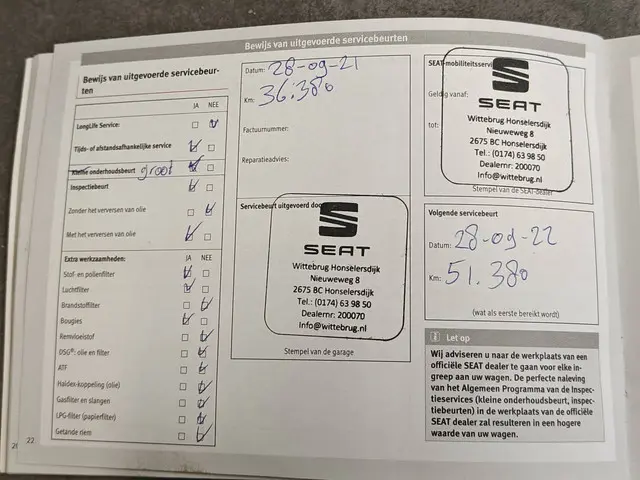 Bewijs van uitgevoerde servicebeurten
Bewijs van uitgevoerde servicebeur-
ten
JA NEE
LongLife Service:
Tijds- of afstandsafhankelijke service
Kleine onderhoudsbeurt groot
Inspectiebeurt
Zonder het verversen van olie
Met het verversen van olie
Extra werkzaamheden: JA NEE
Stof- en pollenfilter
Luchtfilter
Brandstoffilter
Bougies
Remvloeistof
DSG®: olie en filter
ATF
Haldex-koppeling (olie)
Gasfilter en slangen
LPG-filter (papierfilter)
Getande riem
22
Datum: 28-09-21
Km: 36.380
Factuurnummer:
Reparatieadvies:
Servicebeurt uitgevoerd doo
SEAT
Wittebrug Honselersdijk
Nieuweweg 8
2675 BC Honselersdijk
Tel.: (0174) 63 98 50
Dealernr: 200070
Info@wittebrug.nl
Stempel van de garage
SEAT-mobiliteitsservi
Geldig vanaf:
tot:
SEAT
Wittebrug Honselersdijk
Nieuweweg 8
2675 BC Honselersdijk
Tel.: (0174) 63 98 50
Dealernr: 200070
Info@wittebrug.nl
Stempel van de SEAT-dealer
Volgende servicebeurt
Datum: 28-09-22
Km: 51.380
(wat als eerste bereikt wordt)
Let op
Wij adviseren u naar de werkplaats van een
officiële SEAT dealer te gaan voor elke in-
greep aan uw wagen. De perfecte naleving
van het Algemeen Programma van de Inspec-
tieservices (kleine onderhoudsbeurt, inspec-
tiebeurten) in de werkplaats van de officiële
SEAT dealer zal resulteren in een hogere
waarde van uw wagen.